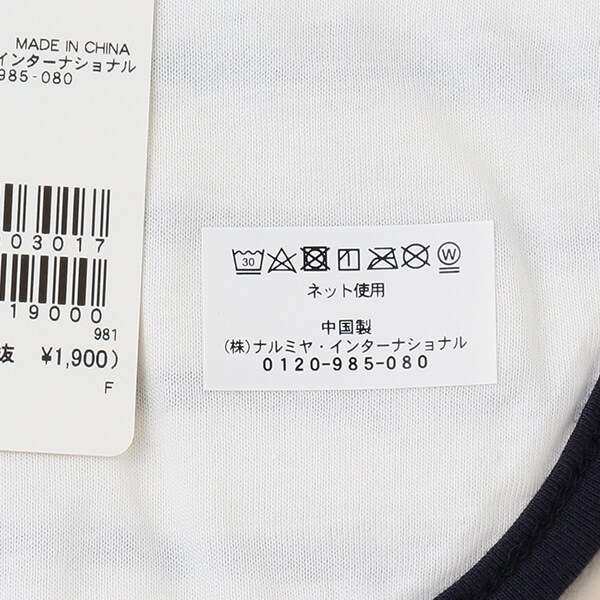 MADE IN CHINA
インターナショナル
985-080
03017
19000
981
抜 ¥1,900)
F
30 W
ネット使用
中国製
(株)ナルミヤ・インターナショナル
0120-985-080